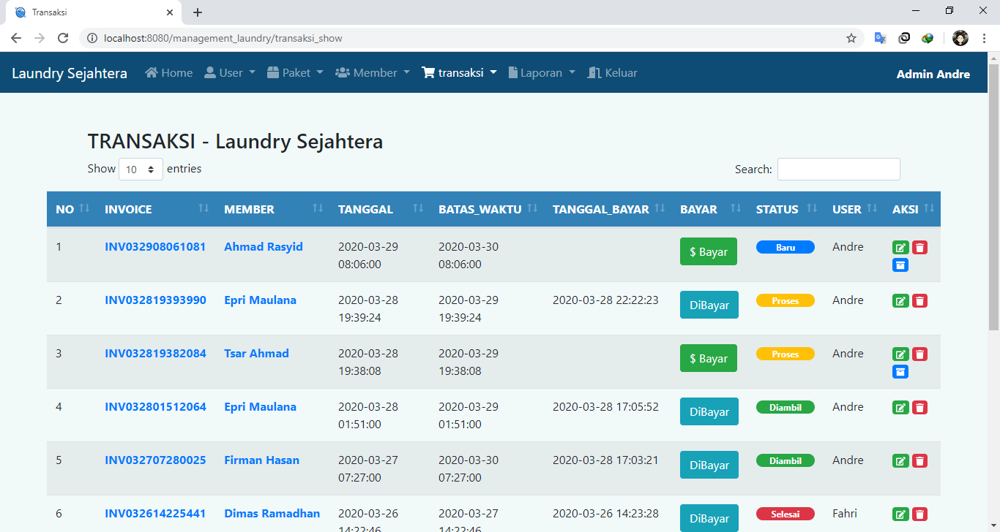 Transaksi
localhost:8080/management_laundry/transaksi_show
Laundry Sejahtera Home User Paket Member transaksi Laporan Keluar Admin Andre
TRANSAKSI - Laundry Sejahtera
Show 10 entries Search:
NO INVOICE MEMBER TANGGAL BATAS_WAKTU TANGGAL_BAYAR BAYAR STATUS USER AKSI
1 INV032908061081 Ahmad Rasyid 2020-03-29 2020-03-30 $ Bayar Baru Andre
08:06:00 08:06:00
2 INV032819393990 Epri Maulana 2020-03-28 2020-03-29 2020-03-28 22:22:23 DiBayar Proses Andre
19:39:24 19:39:24
3 INV032819382084 Tsar Ahmad 2020-03-28 2020-03-29 $ Bayar Proses Andre
19:38:08 19:38:08
4 INV032801512064 Epri Maulana 2020-03-28 2020-03-29 2020-03-28 17:05:52 DiBayar Diambil Andre
01:51:00 01:51:00
5 INV032707280025 Firman Hasan 2020-03-27 2020-03-30 2020-03-28 17:03:21 DiBayar Diambil Andre
07:27:00 07:27:00
6 INV032614225441 Dimas Ramadhan 2020-03-26 2020-03-27 2020-03-26 14:23:28 DiBayar Selesai Fahri
14:22:46 14:22:46